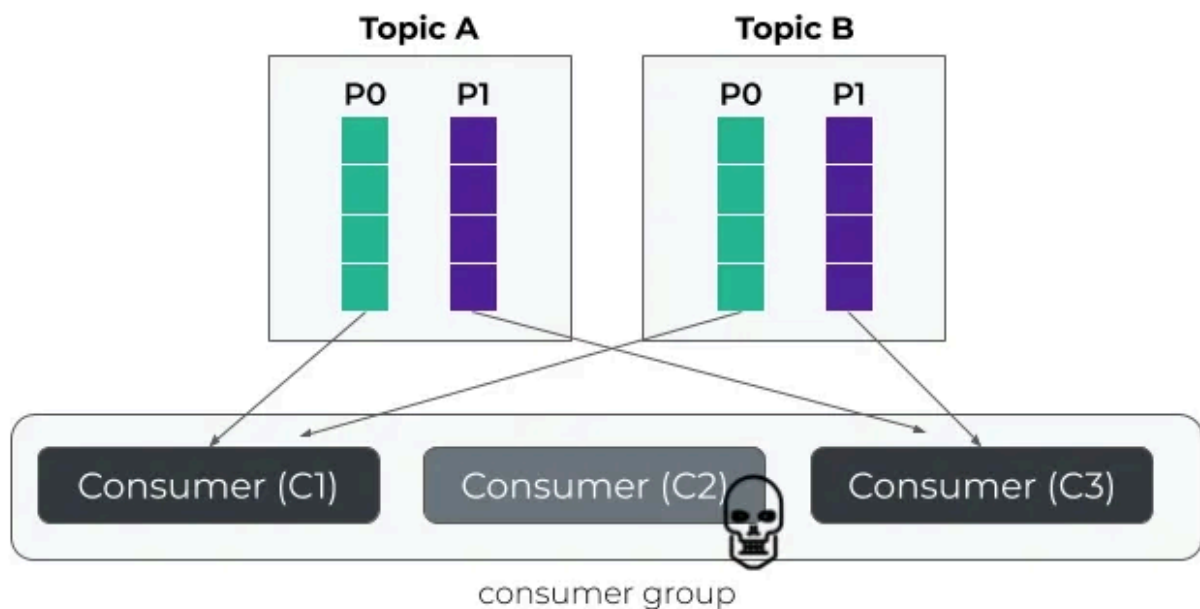 Topic A
Topic B
P0
P1
P0
P1
Consumer (C1)
Consumer (C2)
Consumer (C3)
consumer group